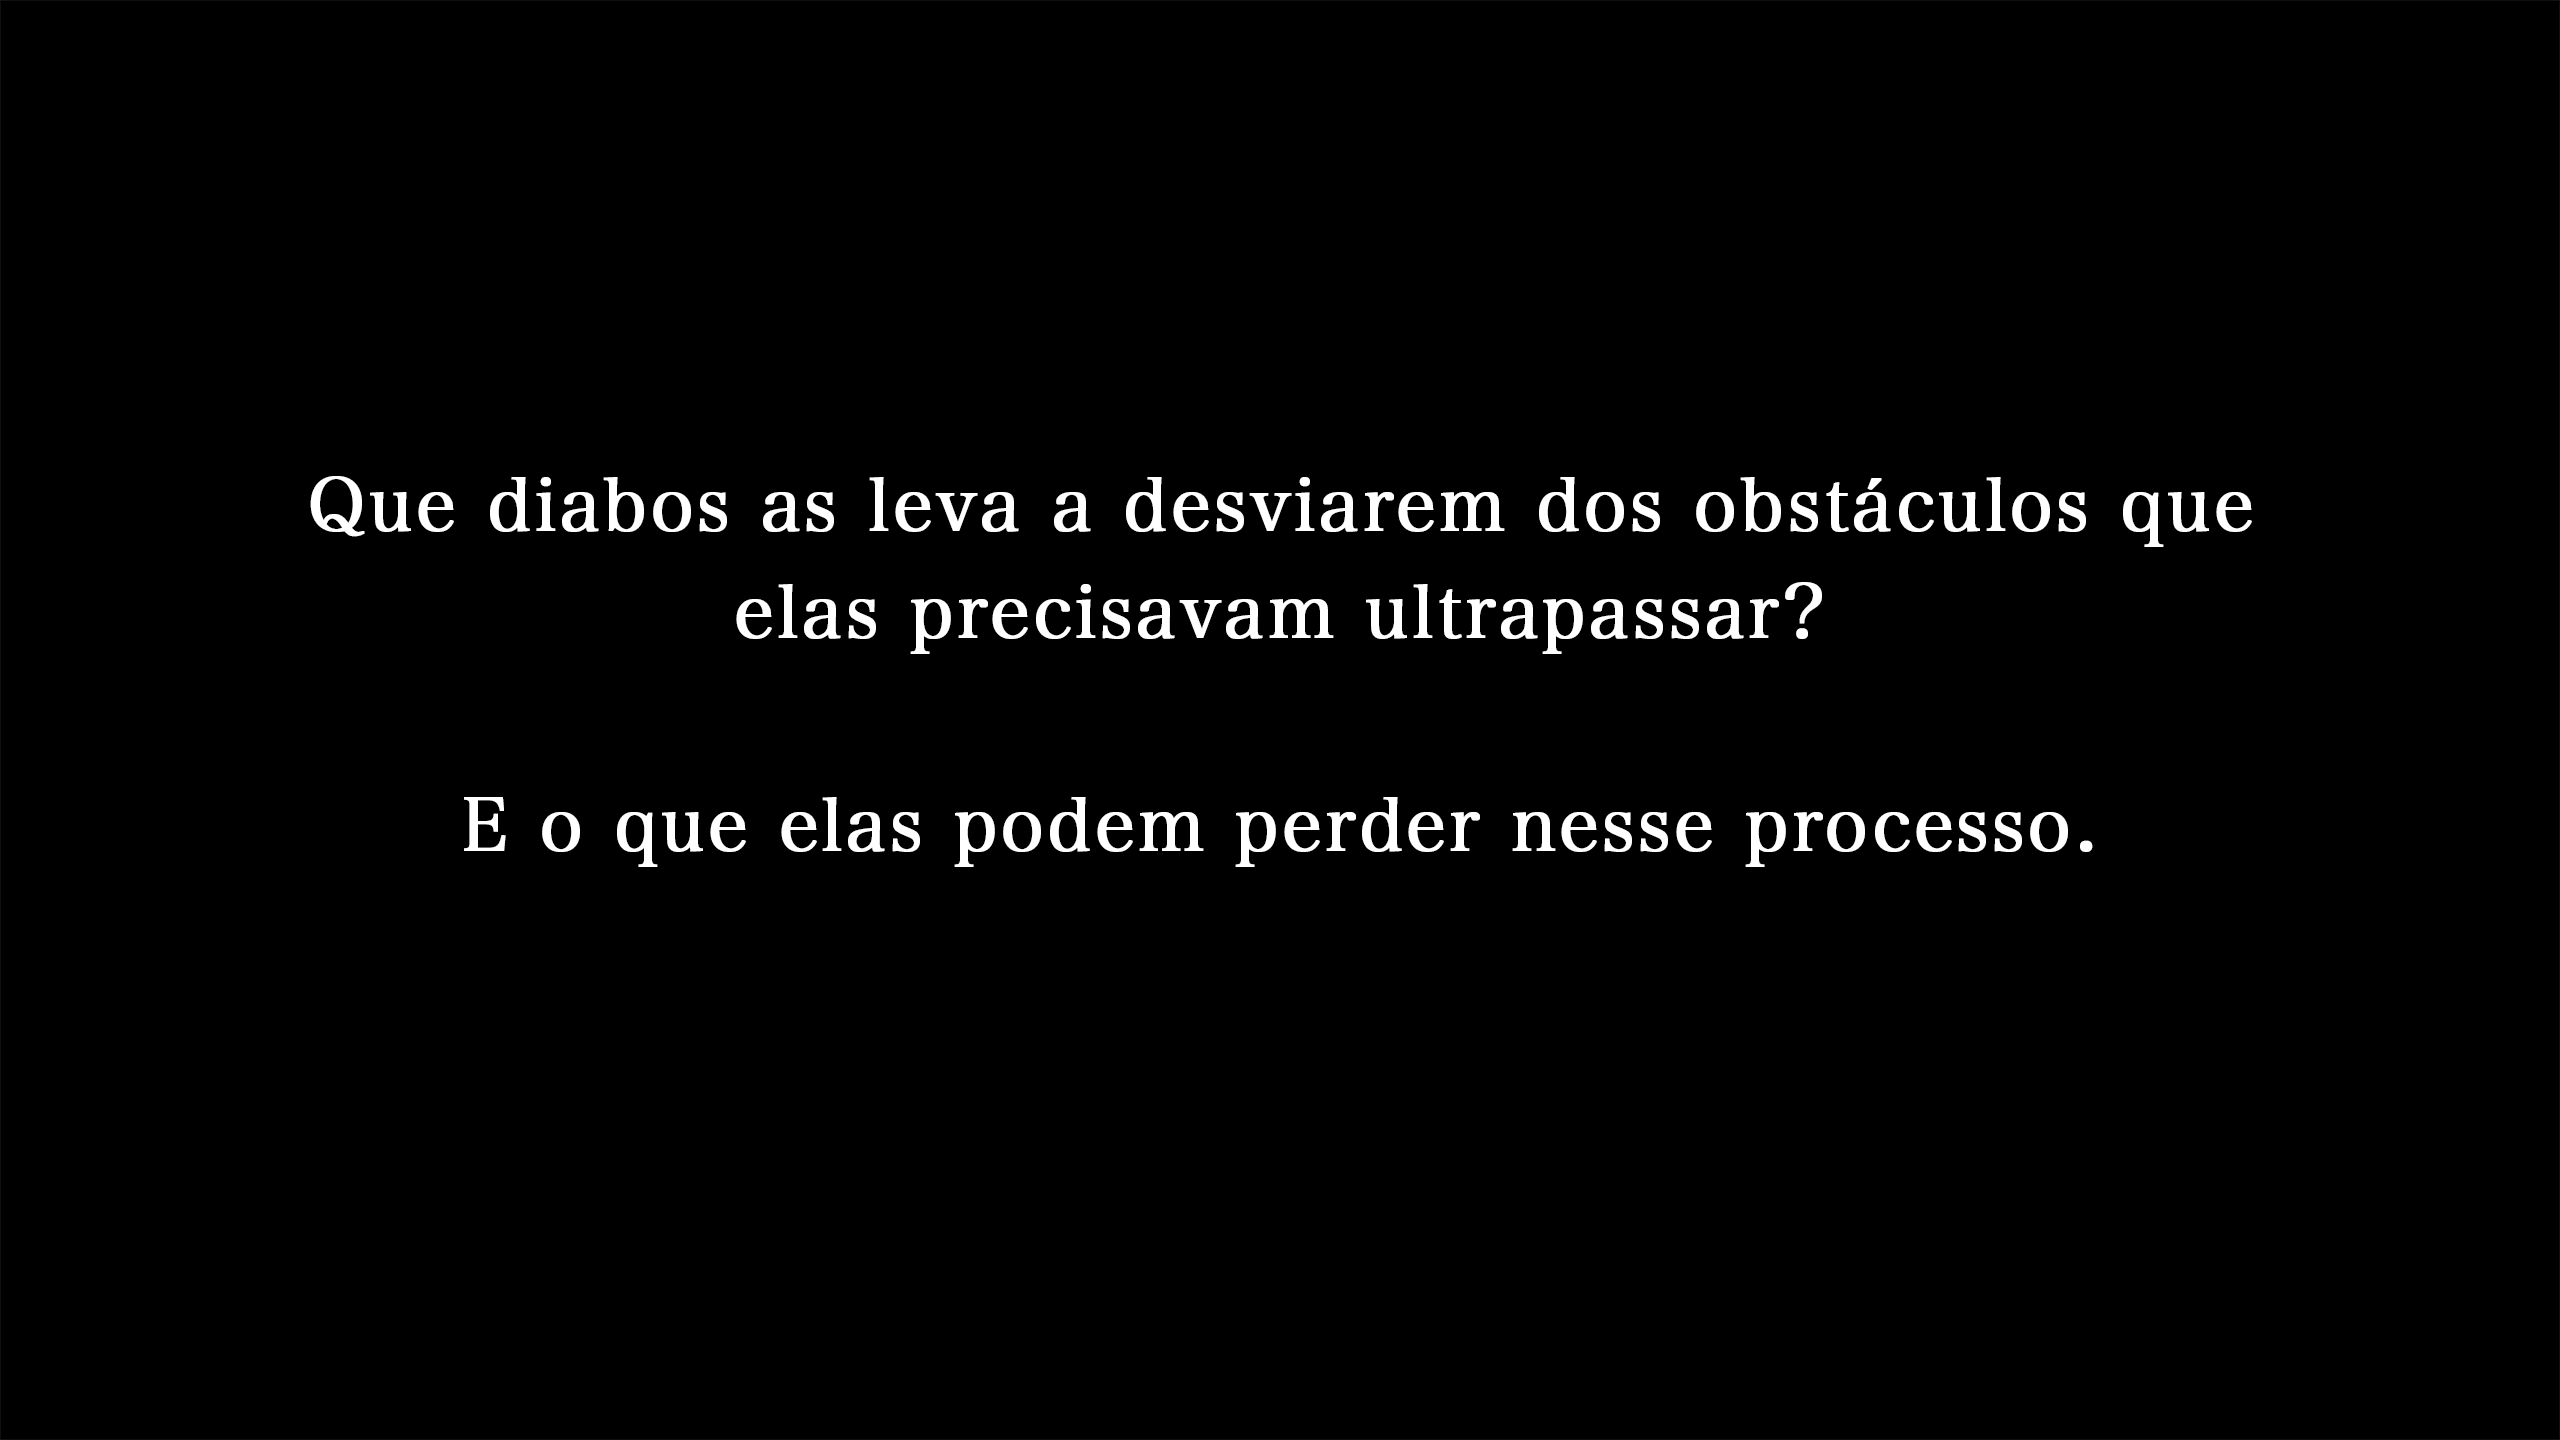 Que diabos as leva a desviarem dos obstáculos que
elas precisavam ultrapassar?
E o que elas podem perder nesse processo.